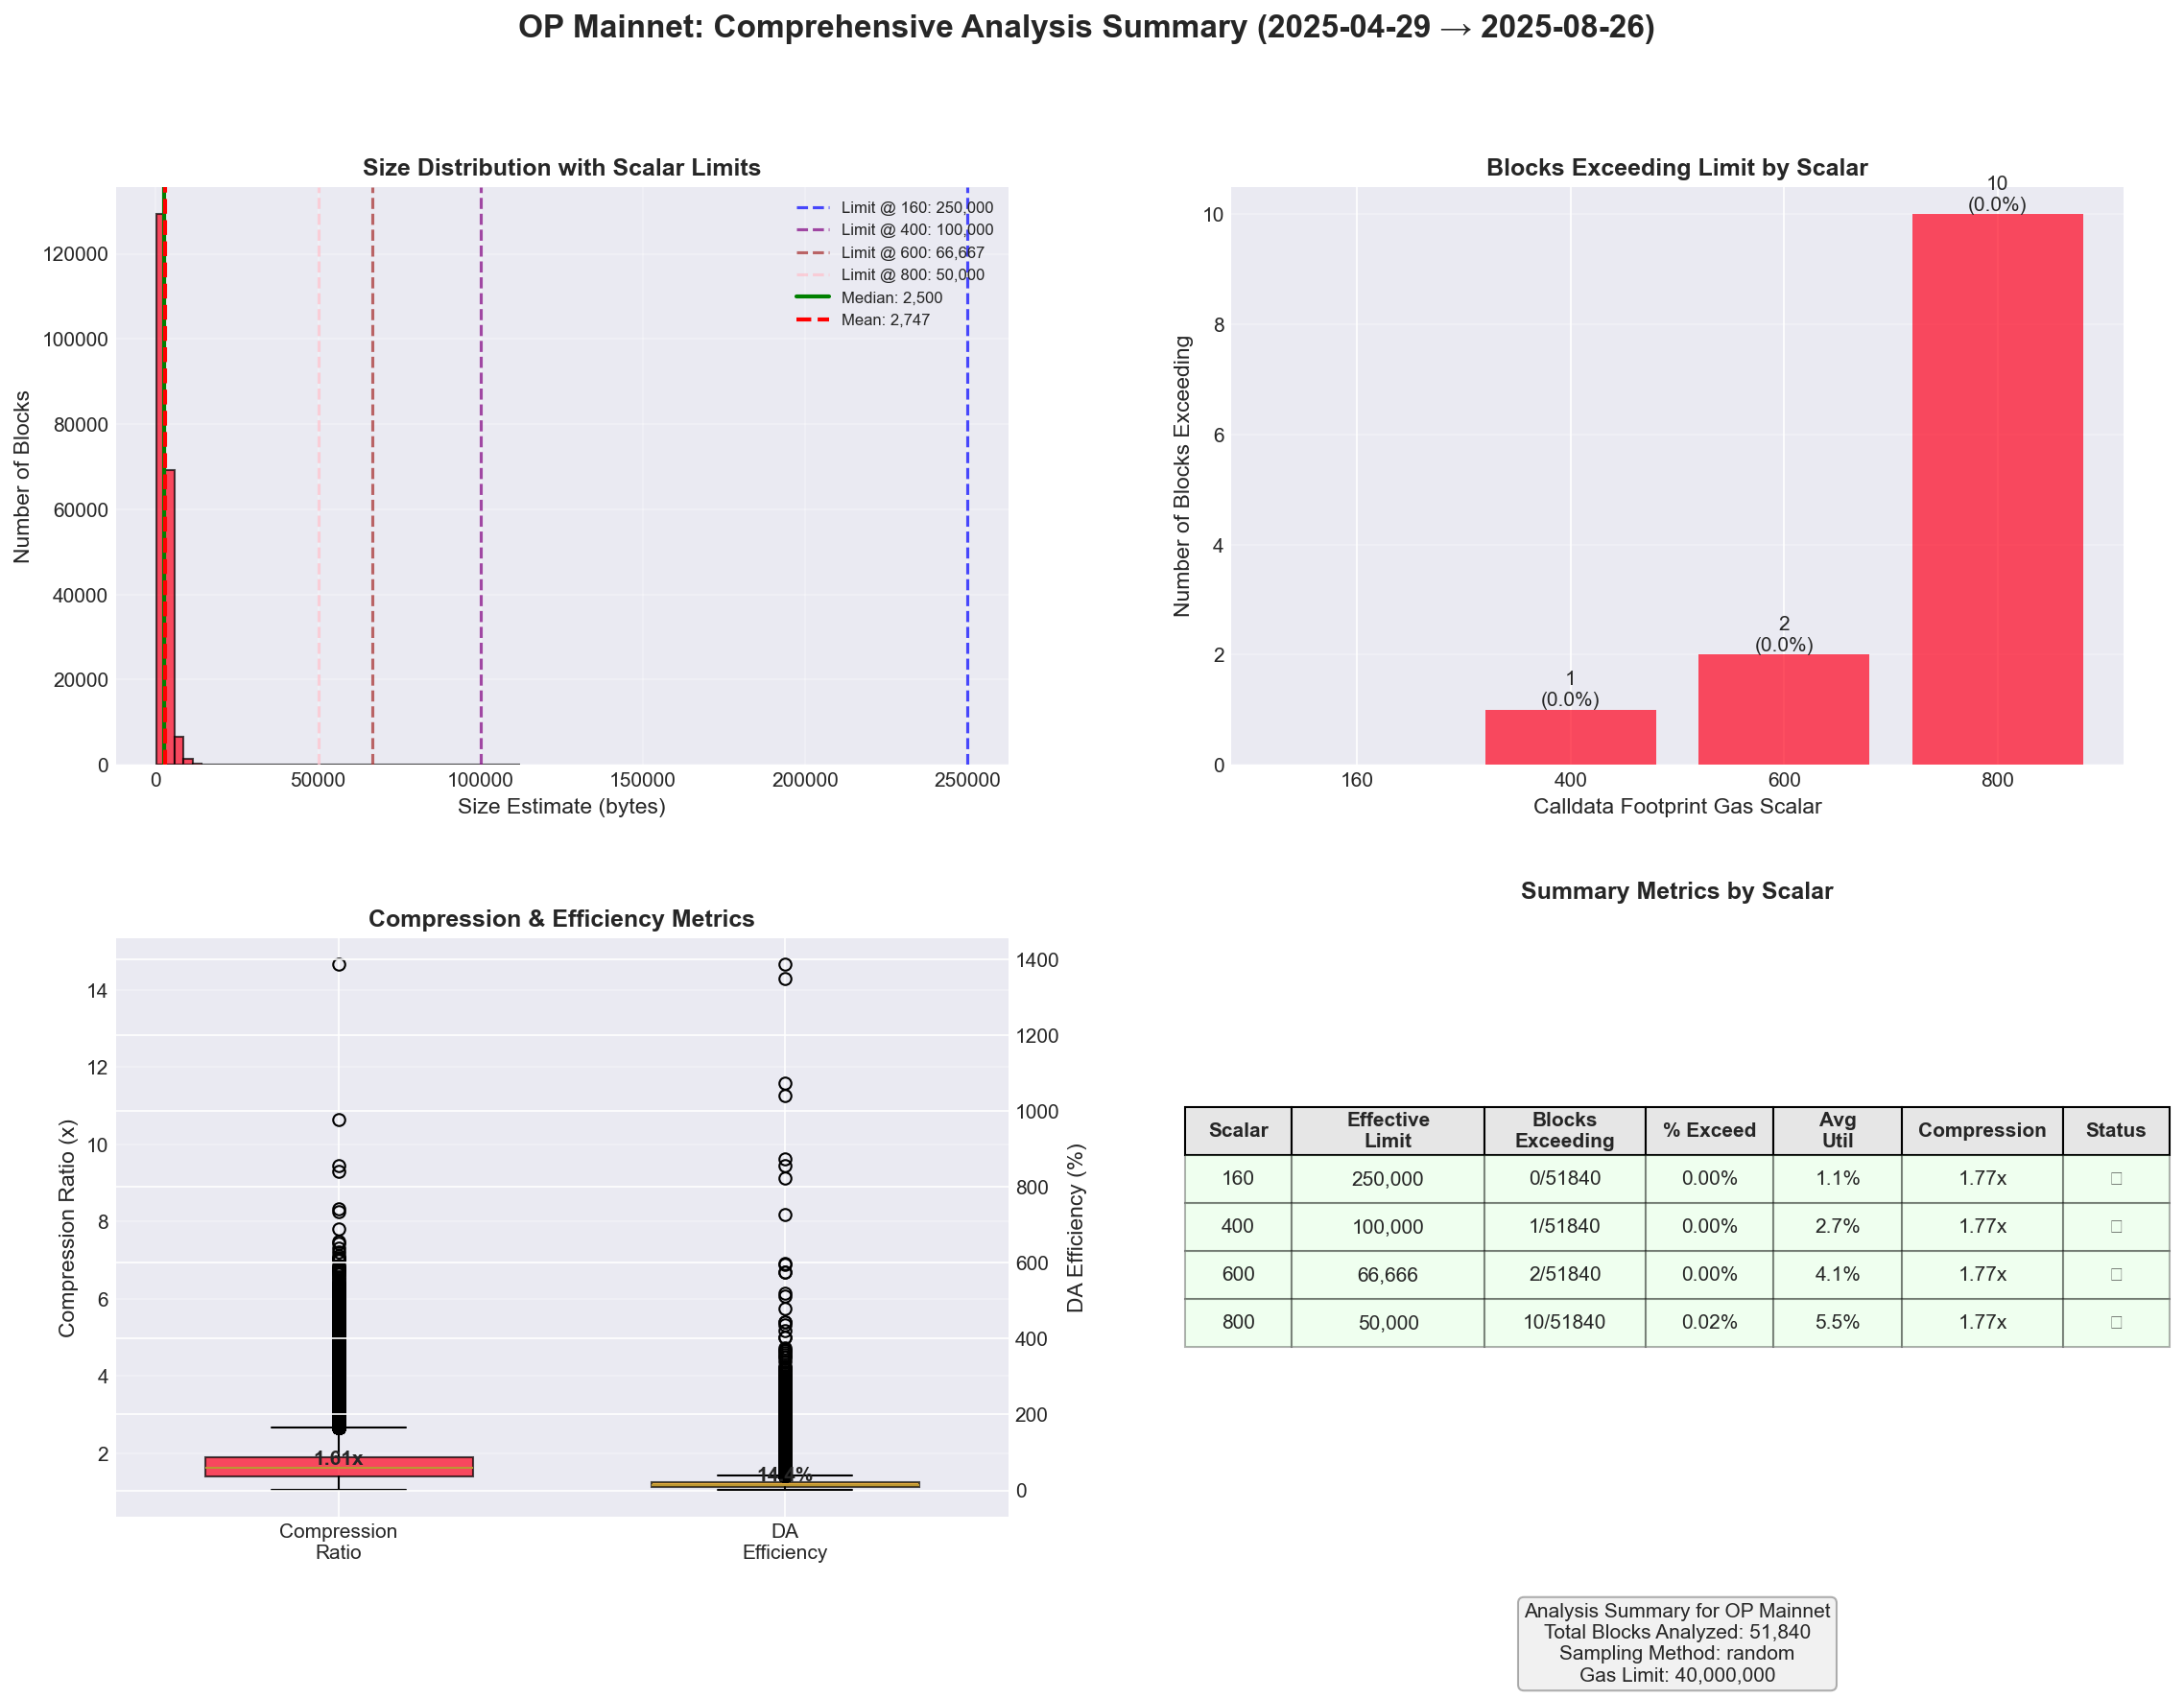 OP Mainnet: Comprehensive Analysis Summary (2025-04-29 → 2025-08-26)
Size Distribution with Scalar Limits
Number of Blocks
120000
100000
80000
60000
40000
20000
0
Limit @ 160: 250,000
Limit @ 400: 100,000
Limit @ 600: 66,667
Limit @ 800: 50,000
Median: 2,500
Mean: 2,747
0 50000 100000 150000 200000 250000
Size Estimate (bytes)
Blocks Exceeding Limit by Scalar
Number of Blocks Exceeding
10
8
6
4
2
0
1
(0.0%)
2
(0.0%)
10
(0.0%)
160 400 600 800
Calldata Footprint Gas Scalar
Compression & Efficiency Metrics
Compression Ratio (x)
14
12
10
8
6
4
2
1.61x
14.4%
1400
1200
1000
800
600
400
200
0
DA Efficiency (%)
Compression
Ratio
DA
Efficiency
Summary Metrics by Scalar
Scalar Effective Limit Blocks Exceeding % Exceed Avg Util Compression Status
160 250,000 0/51840 0.00% 1.1% 1.77x
400 100,000 1/51840 0.00% 2.7% 1.77x
600 66,666 2/51840 0.00% 4.1% 1.77x
800 50,000 10/51840 0.02% 5.5% 1.77x
Analysis Summary for OP Mainnet
Total Blocks Analyzed: 51,840
Sampling Method: random
Gas Limit: 40,000,000